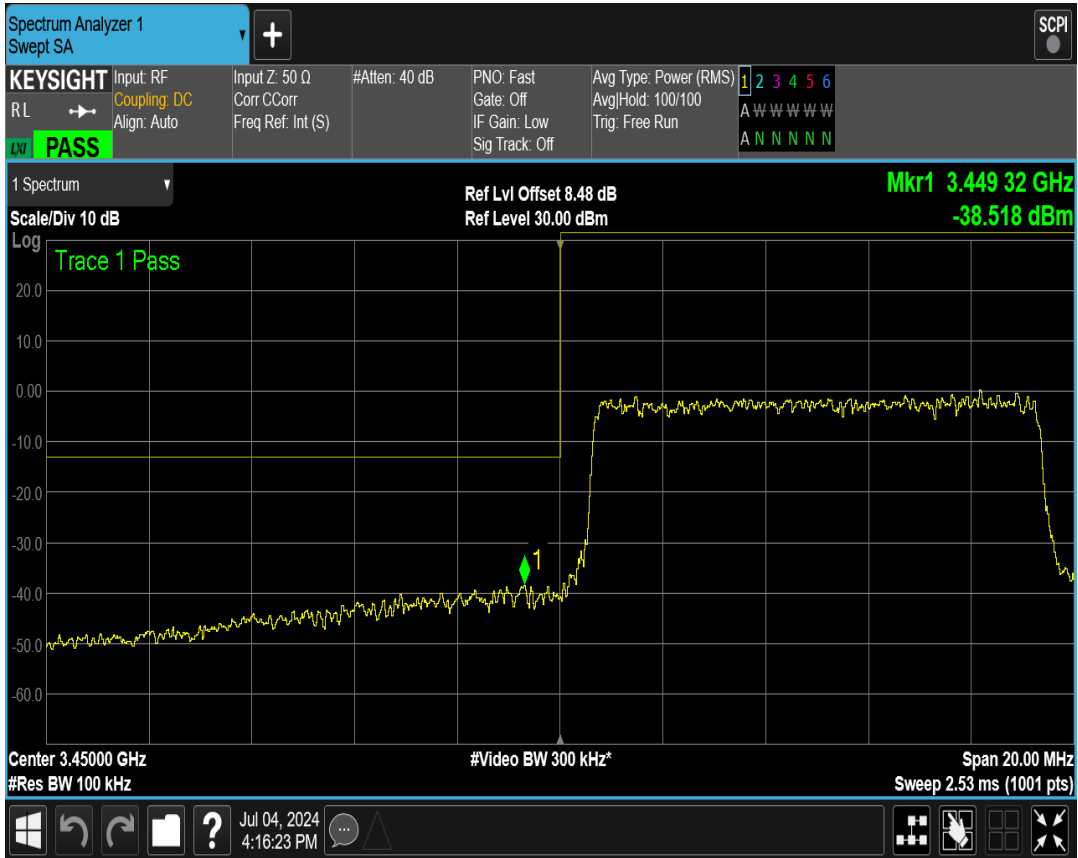 Spectrum Analyzer 1
Swept SA
+
SCPI
KEYSIGHT
RL
LXI PASS
Input: RF
Coupling: DC
Align: Auto
Input Z: 50 Ω
Corr CCorr
Freq Ref: Int (S)
#Atten: 40 dB
PNO: Fast
Gate: Off
IF Gain: Low
Sig Track: Off
Avg Type: Power (RMS)
Avg|Hold: 100/100
Trig: Free Run
1 2 3 4 5 6
A W W W W W
A N N N N N
1 Spectrum
Scale/Div 10 dB
Ref Lvl Offset 8.48 dB
Ref Level 30.00 dBm
Mkr1 3.449 32 GHz
-38.518 dBm
Log
Trace 1 Pass
20.0
10.0
0.00
-10.0
-20.0
-30.0
1
-40.0
-50.0
-60.0
Center 3.45000 GHz
#Video BW 300 kHz*
Span 20.00 MHz
#Res BW 100 kHz
Sweep 2.53 ms (1001 pts)
?
Jul 04, 2024
4:16:23 PM